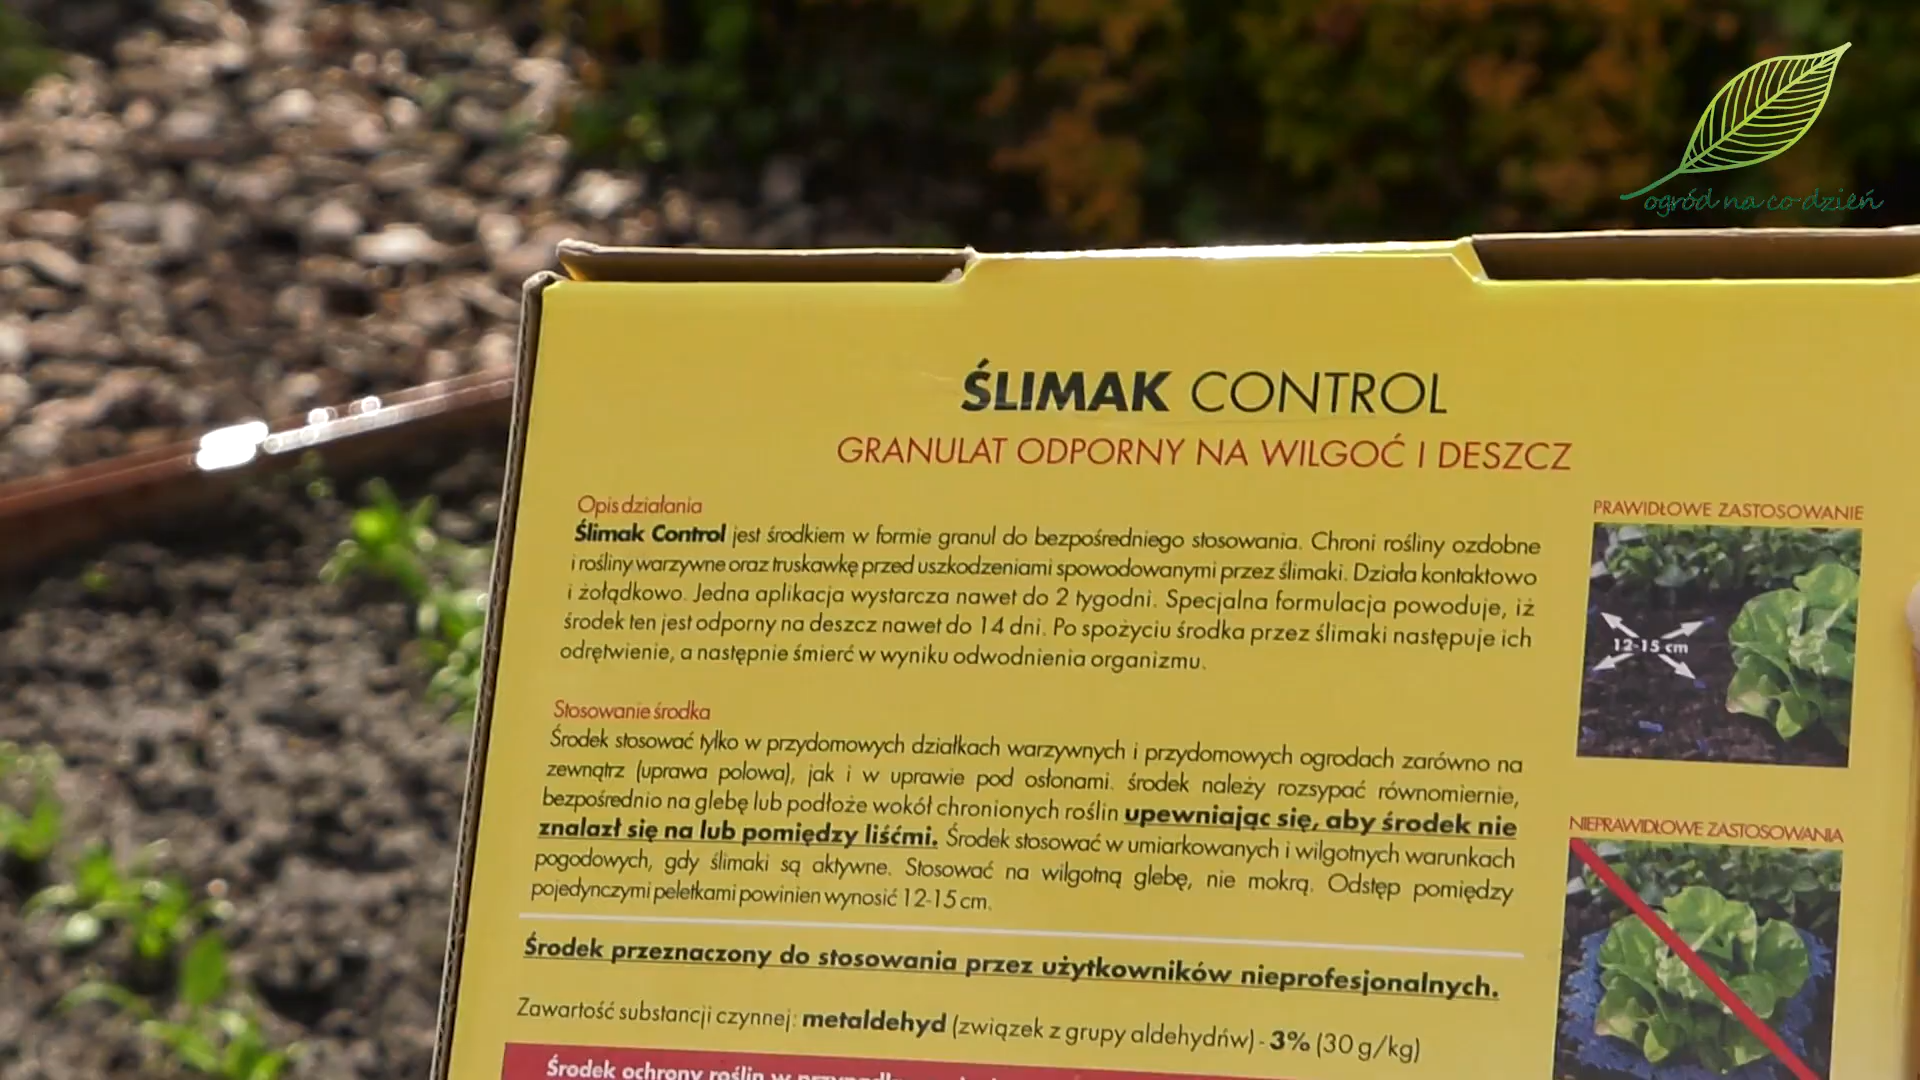 ogród na co dzień
ŚLIMAK CONTROL
GRANULAT ODPORNY NA WILGOĆ I DESZCZ
Opis działania
Ślimak Control jest środkiem w formie granul do bezpośredniego stosowania. Chroni rośliny ozdobne
i rośliny warzywne oraz truskawkę przed uszkodzeniami spowodowanymi przez ślimaki. Działa kontaktowo
i żołądkowo. Jedna aplikacja wystarcza nawet do 2 tygodni. Specjalna formulacja powoduje, iż
środek ten jest odporny na deszcz nawet do 14 dni. Po spożyciu środka przez ślimaki następuje ich
odrętwienie, a następnie śmierć w wyniku odwodnienia organizmu.
Stosowanie środka
Środek stosować tylko w przydomowych działkach warzywnych i przydomowych ogrodach zarówno na
zewnątrz (uprawa polowa), jak i w uprawie pod osłonami. środek należy rozsypać równomiernie,
bezpośrednio na glebę lub podłoże wokół chronionych roślin upewniając się, aby środek nie
znalazł się na lub pomiędzy liśćmi. Środek stosować w umiarkowanych i wilgotnych warunkach
pogodowych, gdy ślimaki są aktywne. Stosować na wilgotną glebę, nie mokrą. Odstęp pomiędzy
pojedynczymi peletkami powinien wynosić 12-15 cm.
Środek przeznaczony do stosowania przez użytkowników nieprofesjonalnych.
Zawartość substancji czynnej: metaldehyd (związek z grupy aldehydów) - 3% (30 g/kg)
Środek ochrony roślin w
PRAWIDŁOWE ZASTOSOWANIE
12-15 cm
NIEPRAWIDŁOWE ZASTOSOWANIA